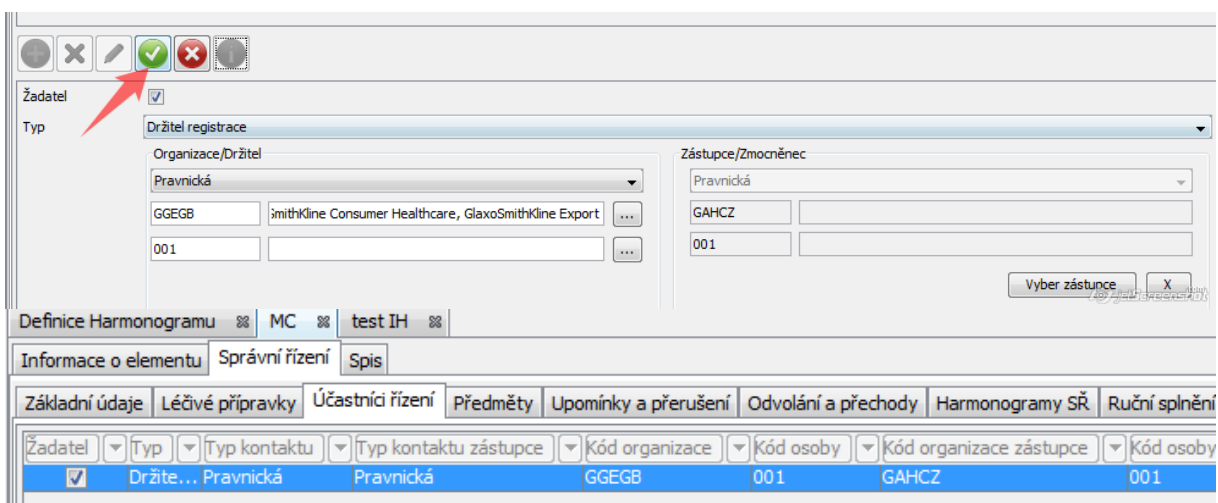 Žadatel
Typ Držitel registrace
Organizace/Držitel Zástupce/Zmocněnec
Pravnická Pravnická
GGEGB SmithKline Consumer Healthcare, GlaxoSmithKline Export ... GAHCZ
001 ... 001
Vyber zástupce X
Definice Harmonogramu MC test IH
Informace o elementu Správní řízení Spis
Základní údaje Léčivé přípravky Účastníci řízení Předměty Upomínky a přerušení Odvolání a přechody Harmonogramy SŘ Ruční splnění
Žadatel Typ Typ kontaktu Typ kontaktu zástupce Kód organizace Kód osoby Kód organizace zástupce Kód osoby
Držite... Pravnická Pravnická GGEGB 001 GAHCZ 001